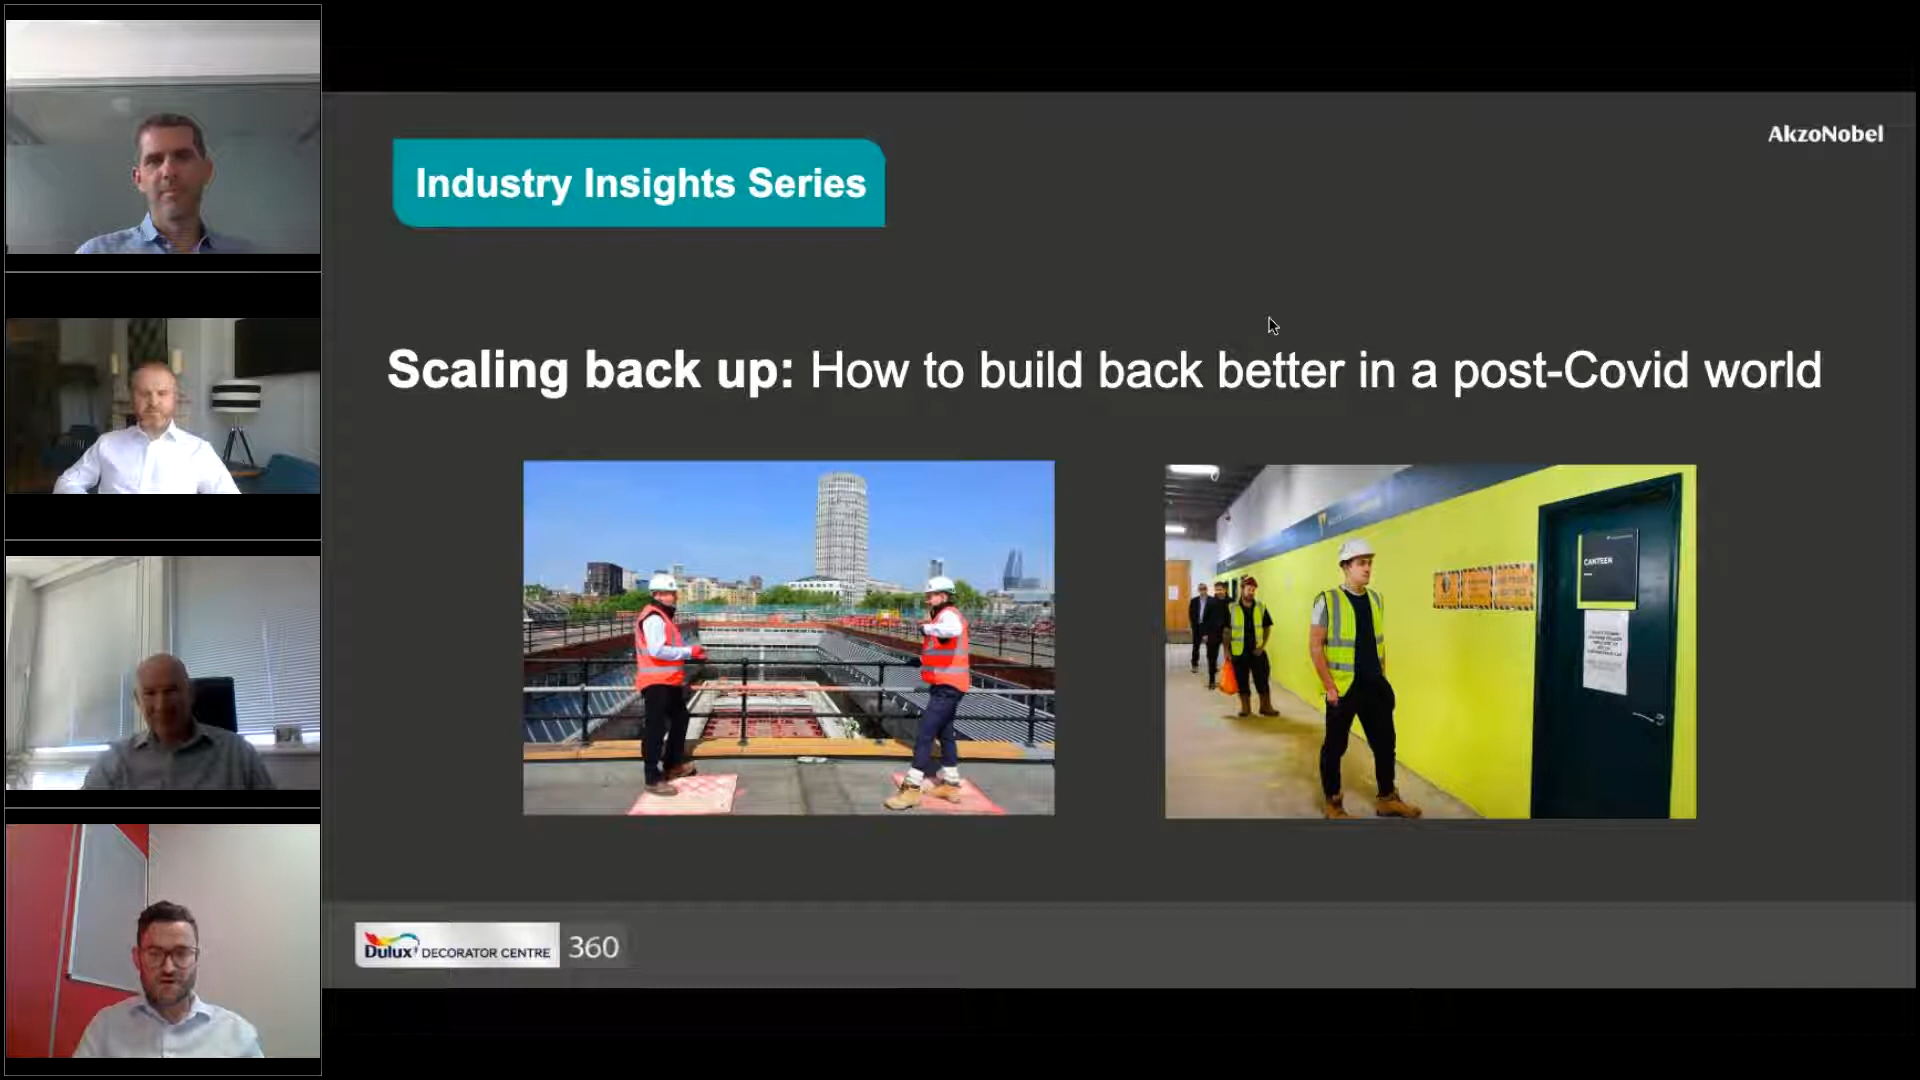 AkzoNobel
Industry Insights Series
Scaling back up: How to build back better in a post-Covid world
CANTEEN
Dulux DECORATOR CENTRE 360